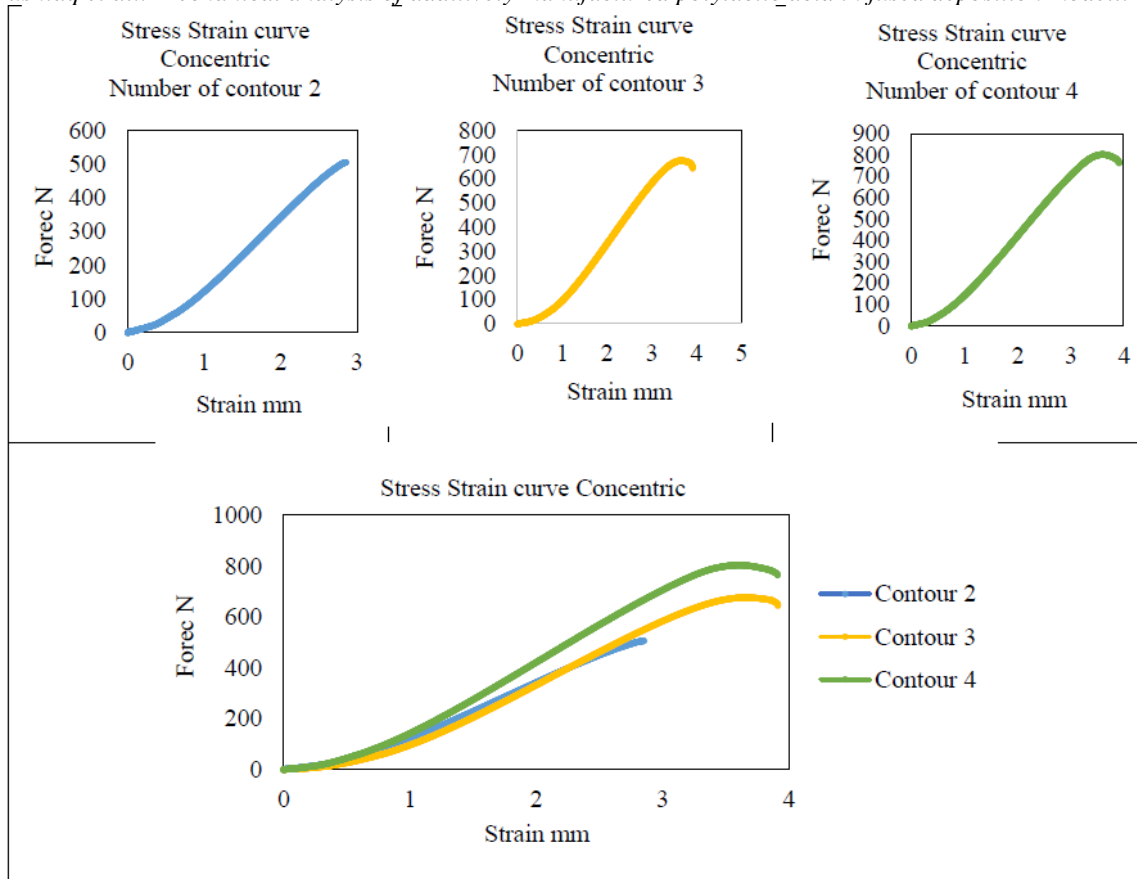 Stress Strain curve
Concentric
Number of contour 2
600
500
400
300
200
100
0
0 1 2 3
Forec N
Strain mm
Stress Strain curve
Concentric
Number of contour 3
800
700
600
500
400
300
200
100
0
0 1 2 3 4 5
Forec N
Strain mm
Stress Strain curve
Concentric
Number of contour 4
900
800
700
600
500
400
300
200
100
0
0 1 2 3 4
Forec N
Strain mm
Stress Strain curve Concentric
1000
800
600
400
200
0
0 1 2 3 4
Forec N
Strain mm
Contour 2
Contour 3
Contour 4